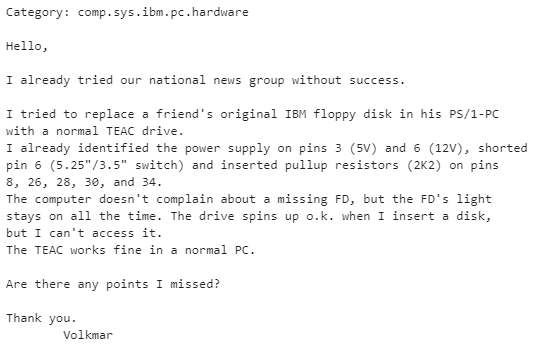 Category: comp.sys.ibm.pc.hardware
Hello,
I already tried our national news group without success.
I tried to replace a friend's original IBM floppy disk in his PS/1-PC
with a normal TEAC drive.
I already identified the power supply on pins 3 (5V) and 6 (12V), shorted
pin 6 (5.25"/3.5" switch) and inserted pullup resistors (2K2) on pins
8, 26, 28, 30, and 34.
The computer doesn't complain about a missing FD, but the FD's light
stays on all the time. The drive spins up o.k. when I insert a disk,
but I can't access it.
The TEAC works fine in a normal PC.
Are there any points I missed?
Thank you.
Volkmar